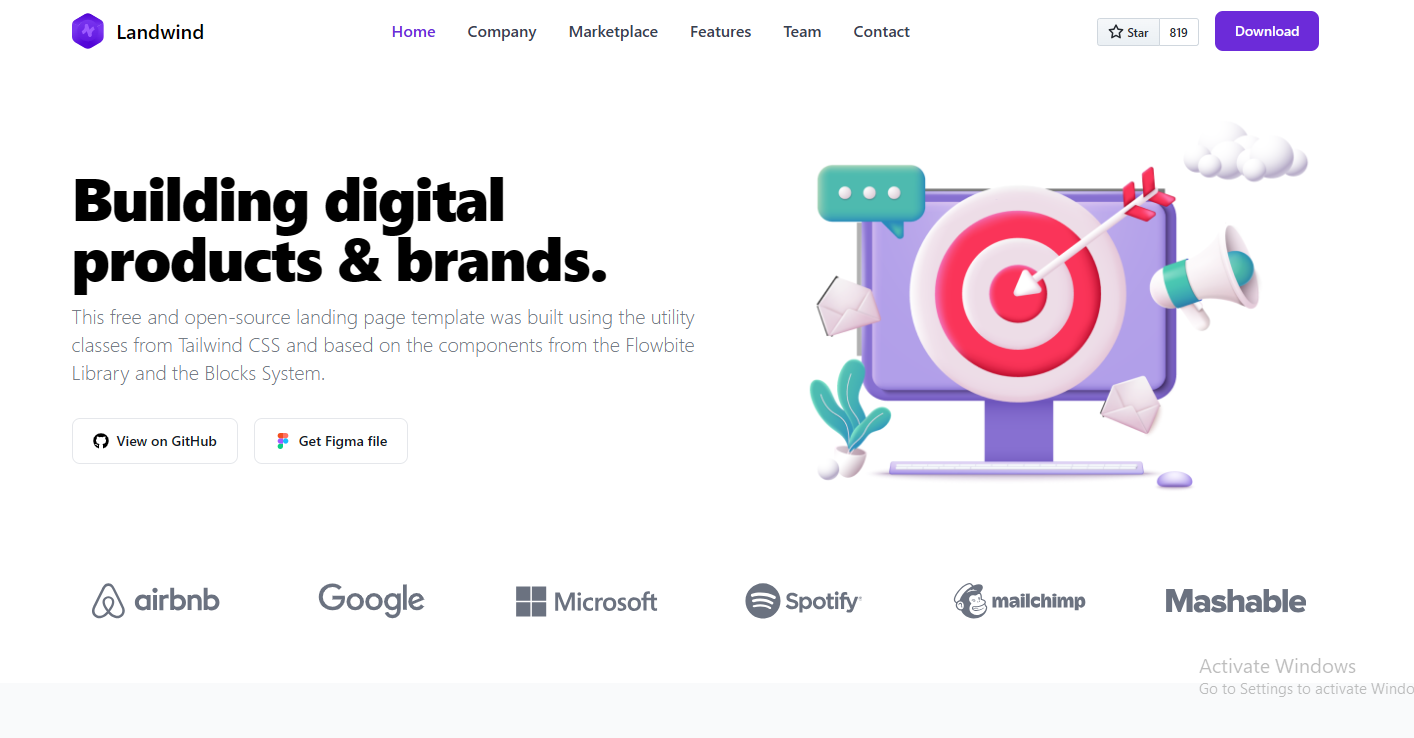 Landwind
Home
Company
Marketplace
Features
Team
Contact
Star
819
Download
Building digital
products & brands.
This free and open-source landing page template was built using the utility
classes from Tailwind CSS and based on the components from the Flowbite
Library and the Blocks System.
View on GitHub
Get Figma file
airbnb
Google
Microsoft
Spotify
mailchimp
Mashable
Activate Windows
Go to Settings to activate Windo